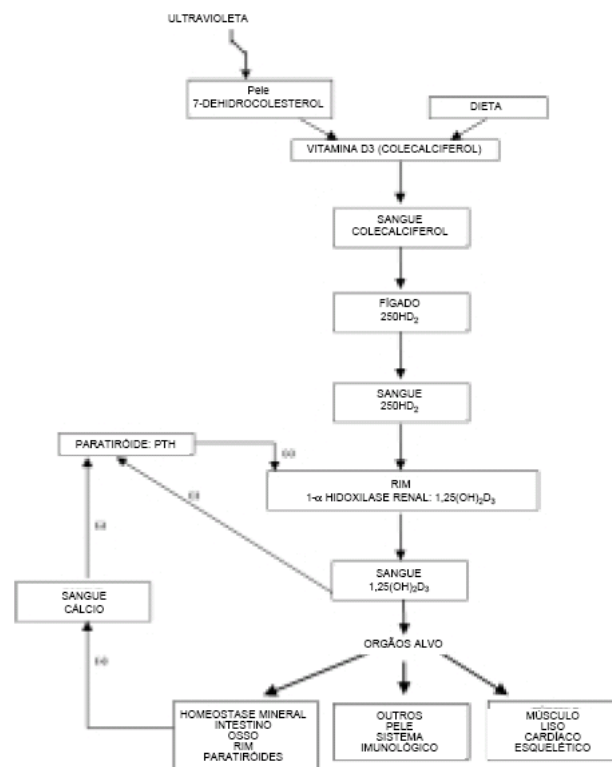 ULTRAVIOLETA
Pele
7-DEHIDROCOLESTEROL
DIETA
VITAMINA D3 (COLECALCIFEROL)
SANGUE
COLECALCIFEROL
FÍGADO
250HD₂
SANGUE
250HD₂
PARATIRÓIDE: PTH
RIM
1-α HIDOXILASE RENAL: 1,25(OH)₂D₃
SANGUE
1,25(OH)₂D₃
SANGUE
CÁLCIO
ORGÃOS ALVO
HOMEOSTASE MINERAL
INTESTINO
OSSO
RIM
PARATIRÓIDES
OUTROS
PELE
SISTEMA
IMUNOLÓGICO
MÚSCULO
LISO
CARDÍACO
ESQUELÉTICO